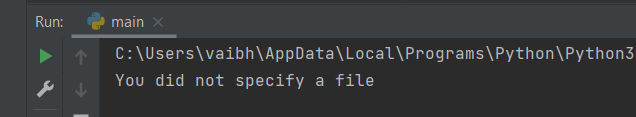 Run: main
C:\Users\vaibh\AppData\Local\Programs\Python\Python3
You did not specify a file